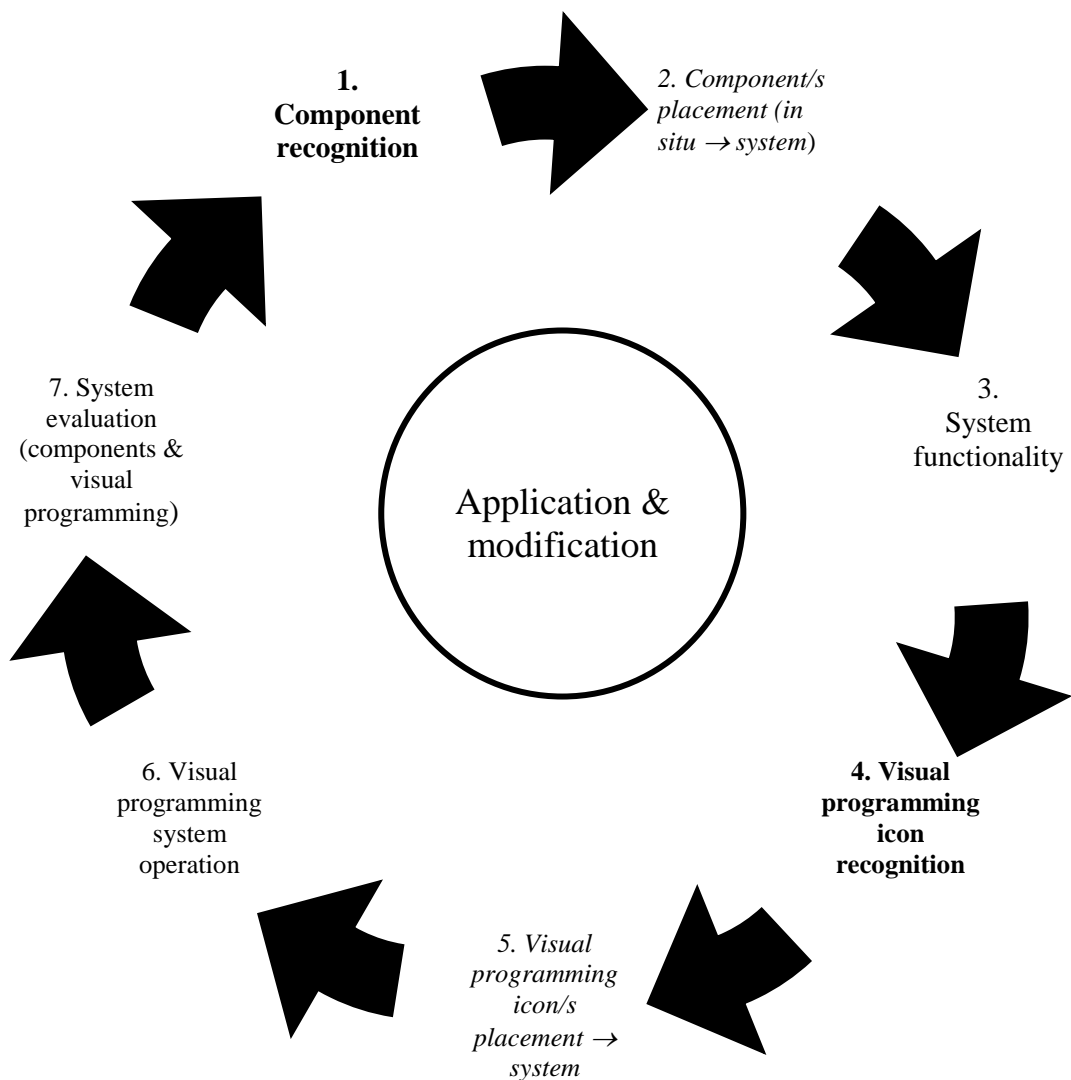 1.
Component
recognition
2. Component/s
placement (in
situ → system)
3.
System
functionality
4. Visual
programming
icon
recognition
5. Visual
programming
icon/s
placement →
system
6. Visual
programming
system
operation
7. System
evaluation
(components &
visual
programming)
Application &
modification